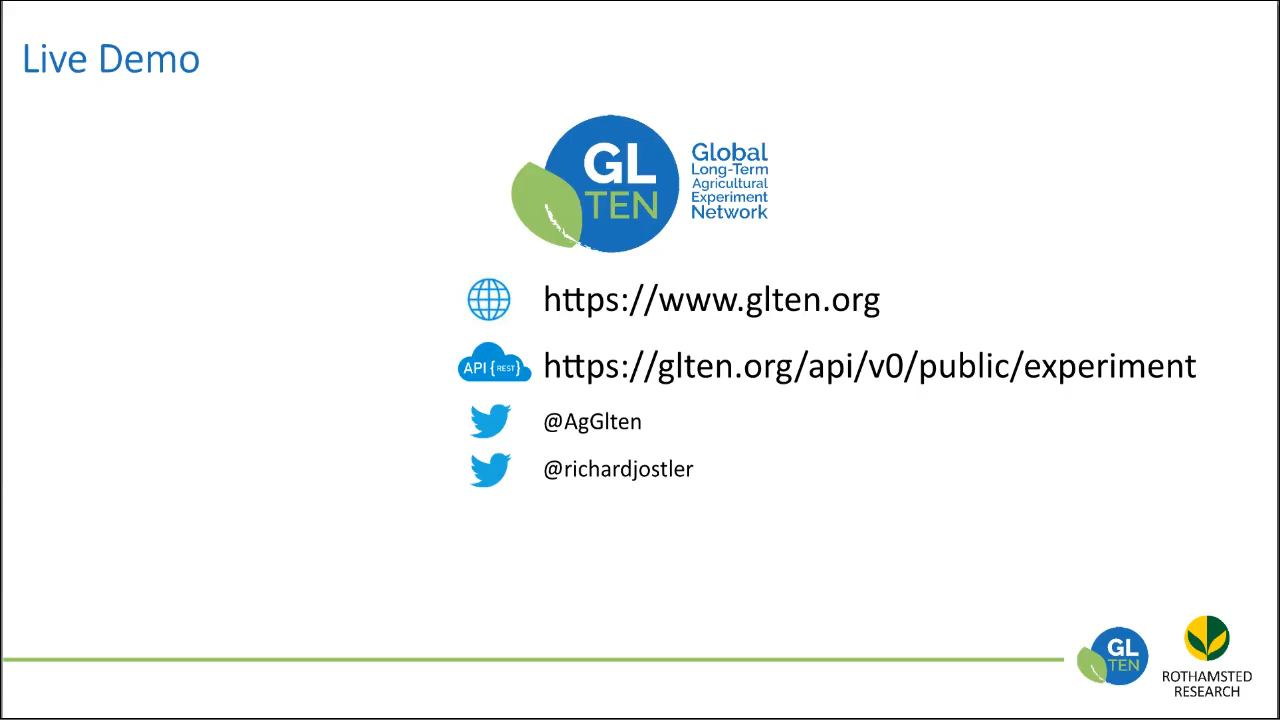 Live Demo
GL
TEN
Global
Long-Term
Agricultural
Experiment
Network
https://www.glten.org
API {REST}
https://glten.org/api/v0/public/experiment
@AgGlten
@richardjostler
GL
TEN
ROTHAMSTED
RESEARCH